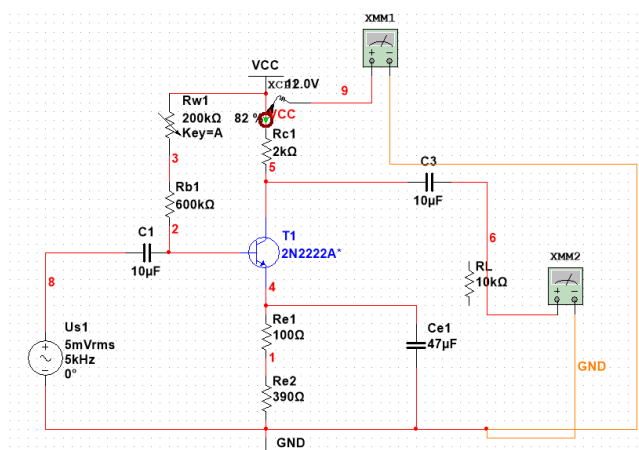 XMM1
VCC
XCP1
12.0V
9
Rw1
200kΩ
Key=A
82 %
VCC
Rc1
2kΩ
3
5
C3
10µF
Rb1
600kΩ
2
C1
10µF
T1
2N2222A*
6
XMM2
RL
10kΩ
8
4
Re1
100Ω
Ce1
47µF
Us1
5mVrms
5kHz
0°
1
Re2
390Ω
GND
GND